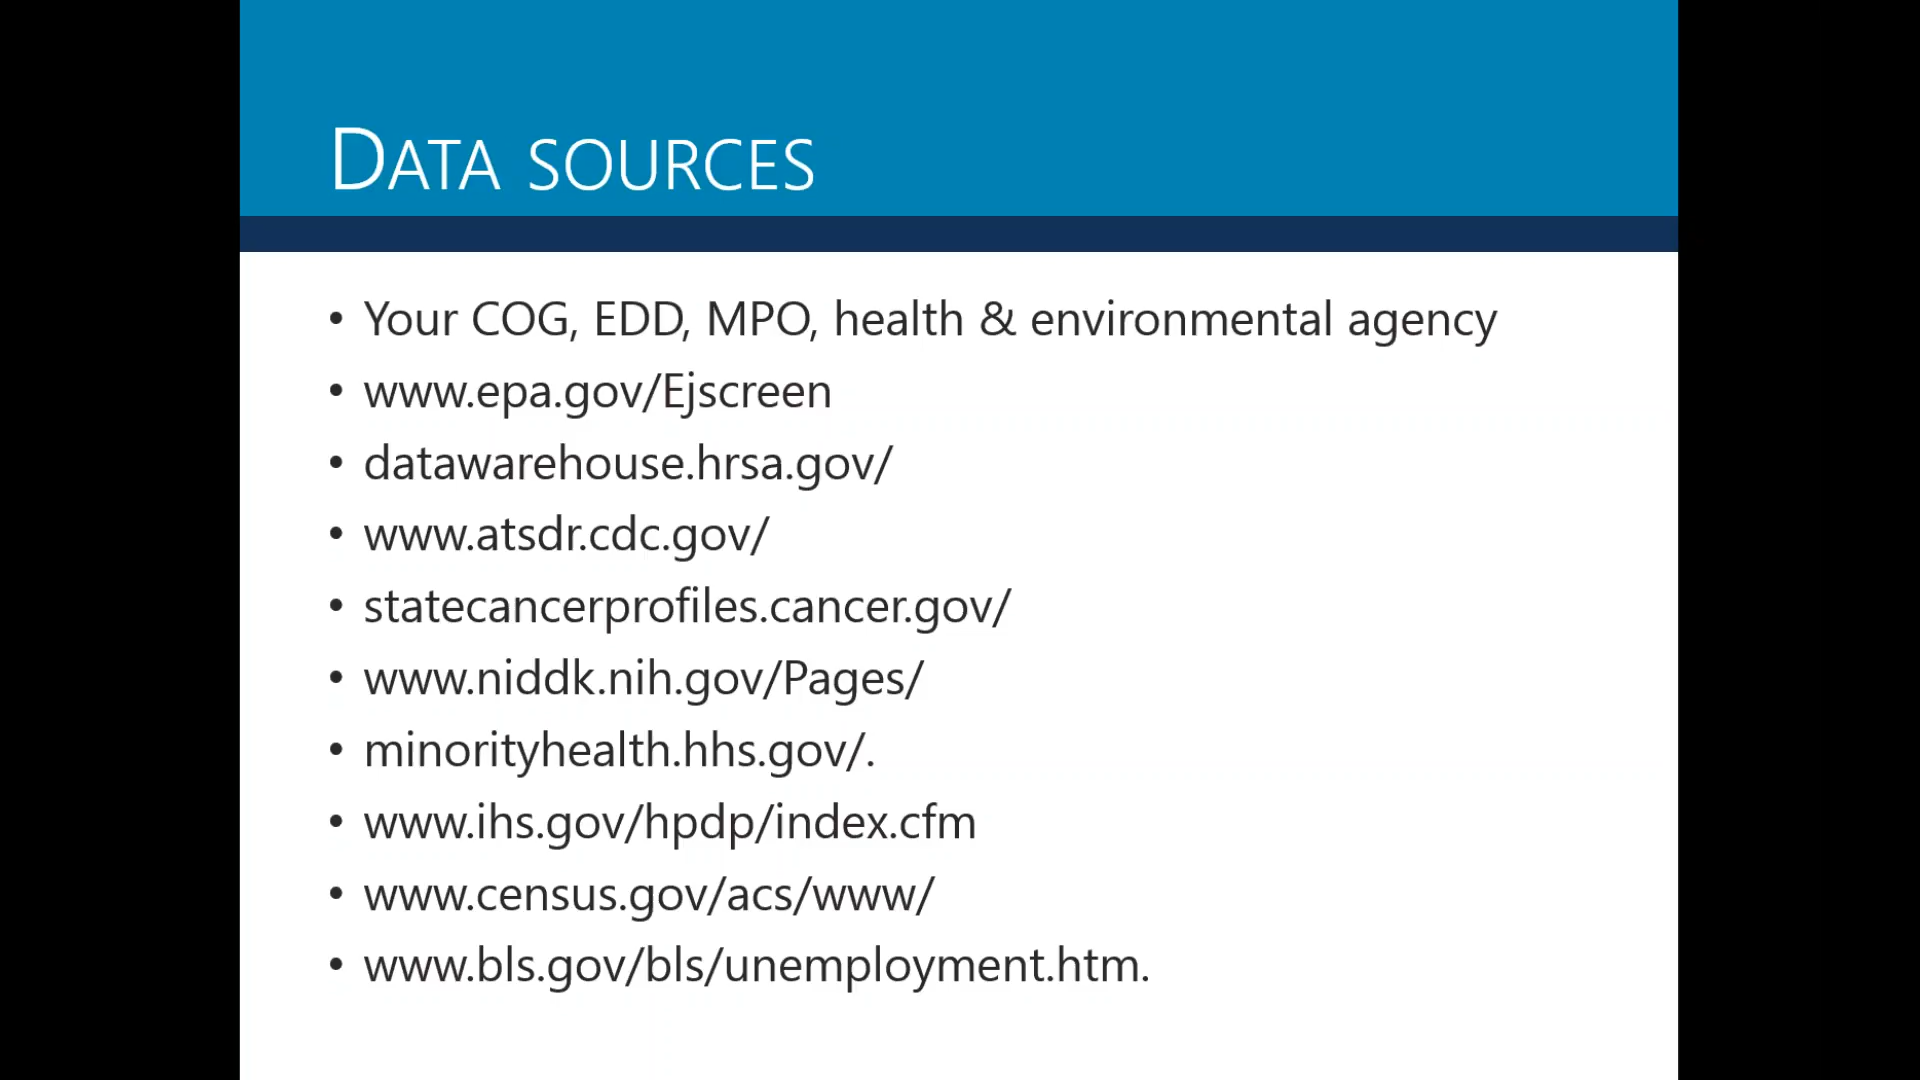 DATA SOURCES
• Your COG, EDD, MPO, health & environmental agency
• www.epa.gov/Ejscreen
• datawarehouse.hrsa.gov/
• www.atsdr.cdc.gov/
• statecancerprofiles.cancer.gov/
• www.niddk.nih.gov/Pages/
• minorityhealth.hhs.gov/.
• www.ihs.gov/hpdp/index.cfm
• www.census.gov/acs/www/
• www.bls.gov/bls/unemployment.htm.